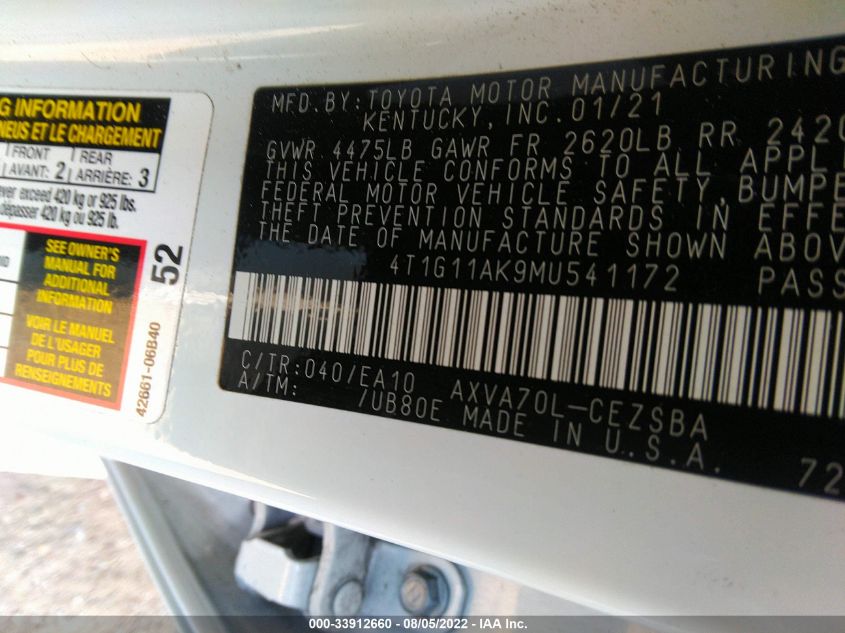 G INFORMATION
NEUS ET LE CHARGEMENT
FRONT REAR
AVANT: 2 ARRIÈRE: 3
ever exceed 420 kg or 925 lbs.
dépasser 420 kg ou 925 lb.
SEE OWNER'S
MANUAL FOR
ADDITIONAL
INFORMATION
VOIR LE MANUEL
DE L'USAGER
POUR PLUS DE
RENSEIGNEMENTS
52
42661-06B40
MFD. BY: TOYOTA MOTOR MANUFACTURING
KENTUCKY, INC. 01/21
GVWR 4475LB GAWR FR 2620LB RR 242
THIS VEHICLE CONFORMS TO ALL APPL
FEDERAL MOTOR VEHICLE SAFETY, BUMPE
THEFT PREVENTION STANDARDS IN EFFE
THE DATE OF MANUFACTURE SHOWN ABOV
4T1G11AK9MU541172 PASS
C/TR: 040/EA10 AXVA70L-CEZSBA
A/TM: /UB80E MADE IN U.S.A.
72
000-33912660 - 08/05/2022 - IAA Inc.